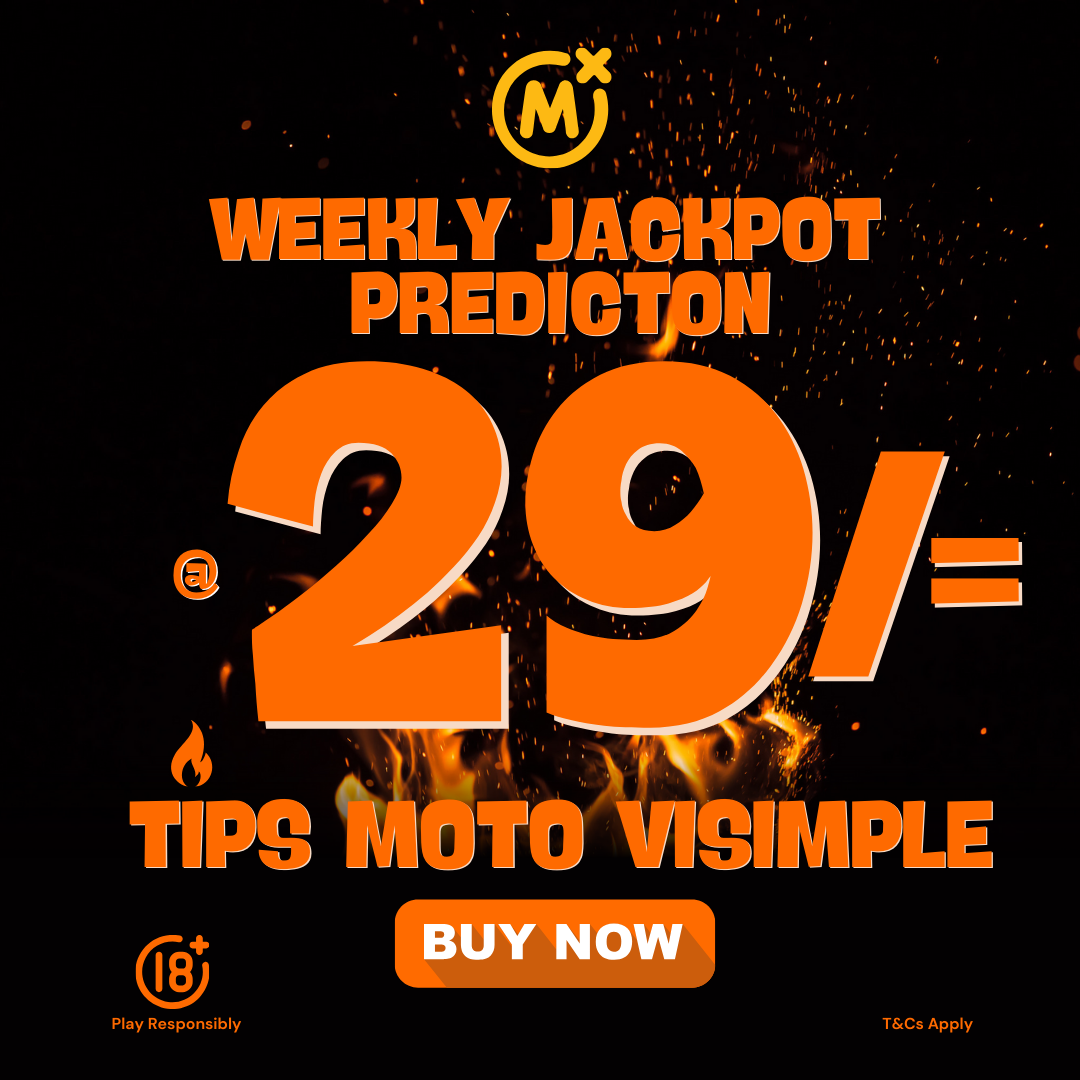 M
WEEKLY JACKPOT
PREDICTON
@ 29/=
TIPS MOTO VISIMPLE
BUY NOW
18+
Play Responsibly
T&Cs Apply